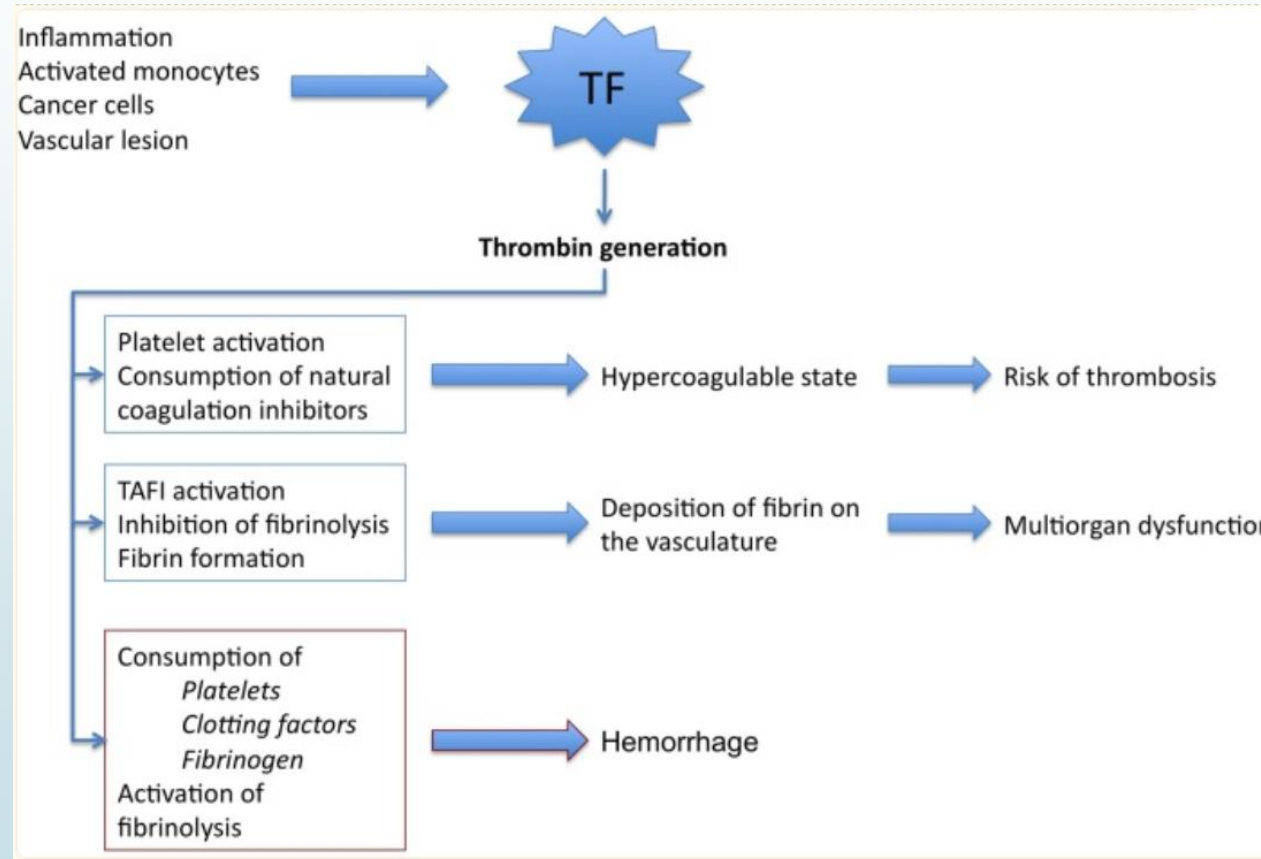 Inflammation
Activated monocytes
Cancer cells
Vascular lesion
TF
Thrombin generation
Platelet activation
Consumption of natural
coagulation inhibitors
Hypercoagulable state
Risk of thrombosis
TAFI activation
Inhibition of fibrinolysis
Fibrin formation
Deposition of fibrin on
the vasculature
Multiorgan dysfunction
Consumption of
Platelets
Clotting factors
Fibrinogen
Activation of
fibrinolysis
Hemorrhage